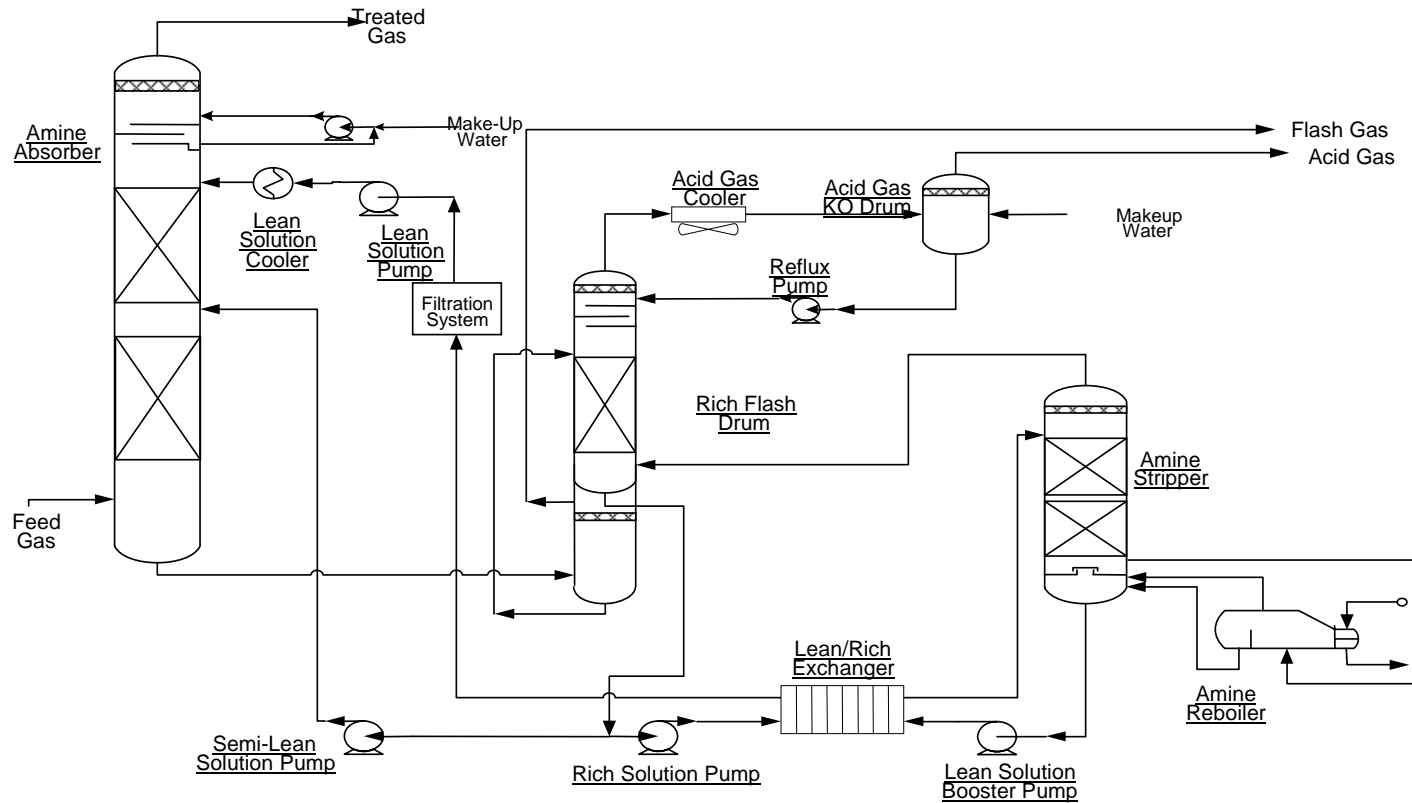 Treated
Gas
Amine
Absorber
Make-Up
Water
Flash Gas
Acid Gas
Acid Gas
Cooler
Acid Gas
KO Drum
Makeup
Water
Lean
Solution
Cooler
Lean
Solution
Pump
Reflux
Pump
Filtration
System
Rich Flash
Drum
Amine
Stripper
Feed
Gas
Lean/Rich
Exchanger
Amine
Reboiler
Semi-Lean
Solution Pump
Rich Solution Pump
Lean Solution
Booster Pump